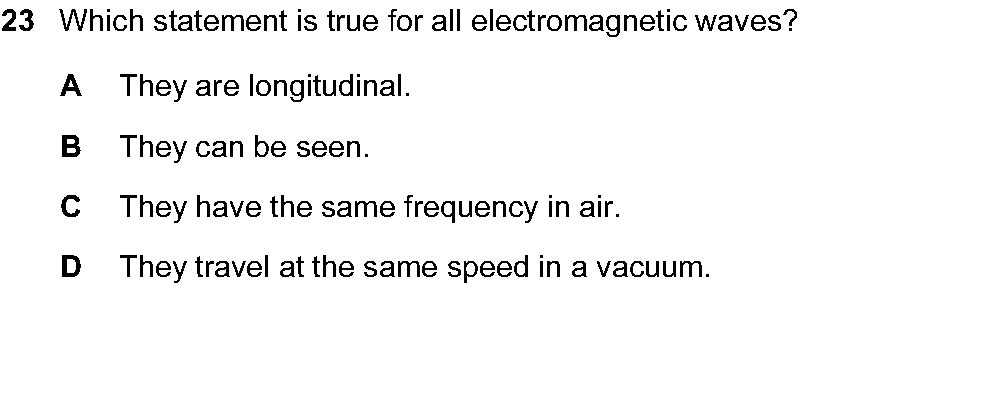 23 Which statement is true for all electromagnetic waves?
A They are longitudinal.
B They can be seen.
C They have the same frequency in air.
D They travel at the same speed in a vacuum.